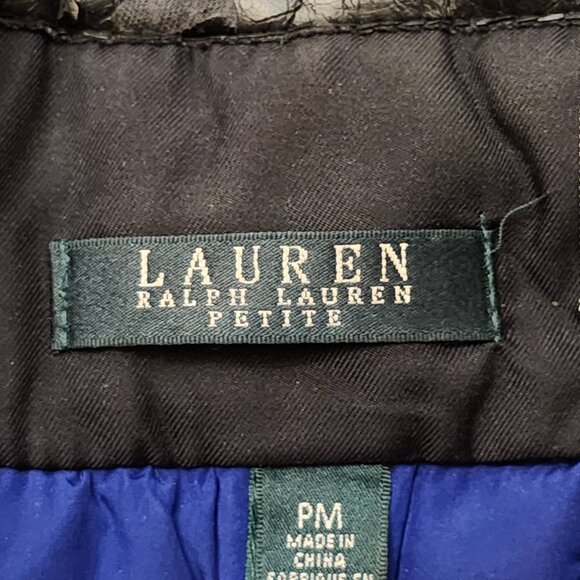 LAUREN
RALPH LAUREN
PETITE
PM
MADE IN
CHINA